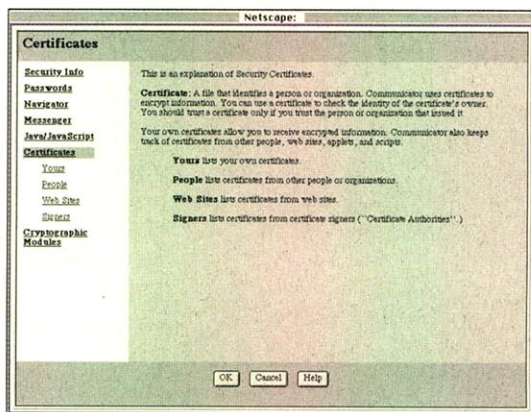 Netscape:
Certificates
Security Info
Passwords
Navigator
Messenger
Java/JavaScript
Certificates
Yours
People
Web Sites
Signers
Cryptographic
Modules
This is an explanation of Security Certificates.
Certificate: A file that identifies a person or organization. Communicator uses certificates to
encrypt information. You can use a certificate to check the identity of the certificate's owner.
You should trust a certificate only if you trust the person or organization that issued it.
Your own certificates allow you to receive encrypted information. Communicator also keeps
track of certificates from other people, web sites, applets, and scripts.
Yours lists your own certificates.
People lists certificates from other people or organizations.
Web Sites lists certificates from web sites.
Signers lists certificates from certificate signers (``Certificate Authorities''.)
OK Cancel Help